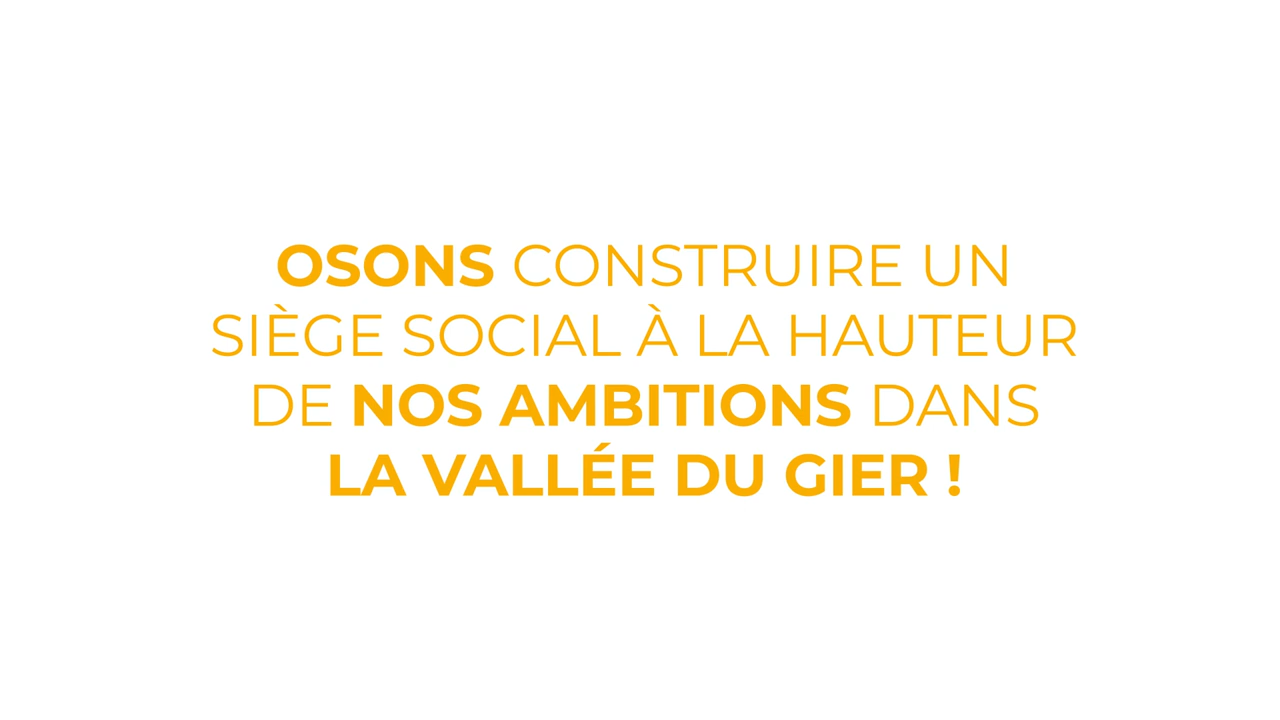 OSONS CONSTRUIRE UN
SIÈGE SOCIAL À LA HAUTEUR
DE NOS AMBITIONS DANS
LA VALLÉE DU GIER !